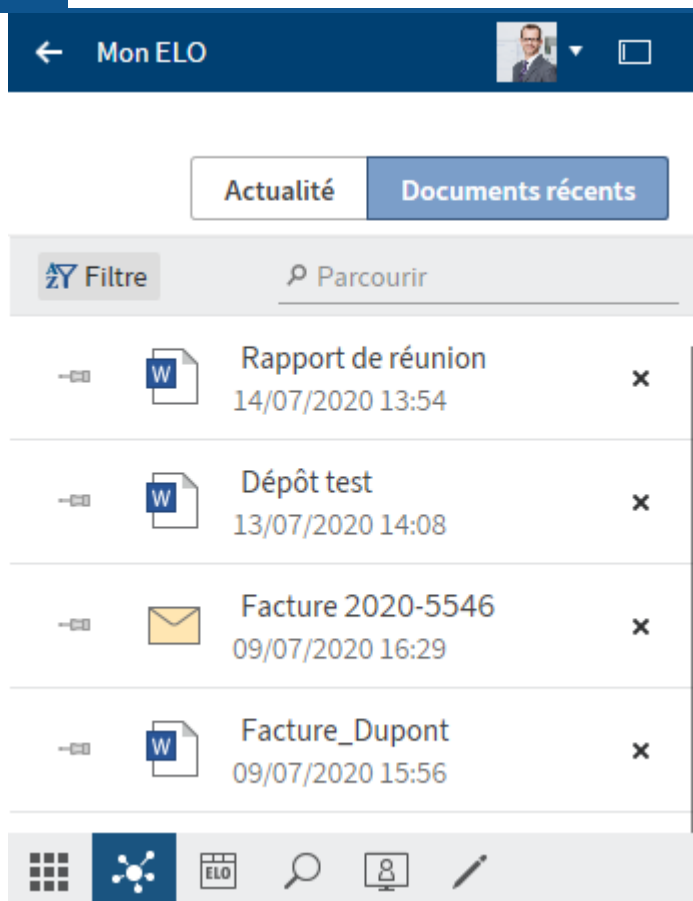 Mon ELO
Actualité Documents récents
Filtre Parcourir
W Rapport de réunion
14/07/2020 13:54
W Dépôt test
13/07/2020 14:08
Facture 2020-5546
09/07/2020 16:29
W Facture_Dupont
09/07/2020 15:56
ELO